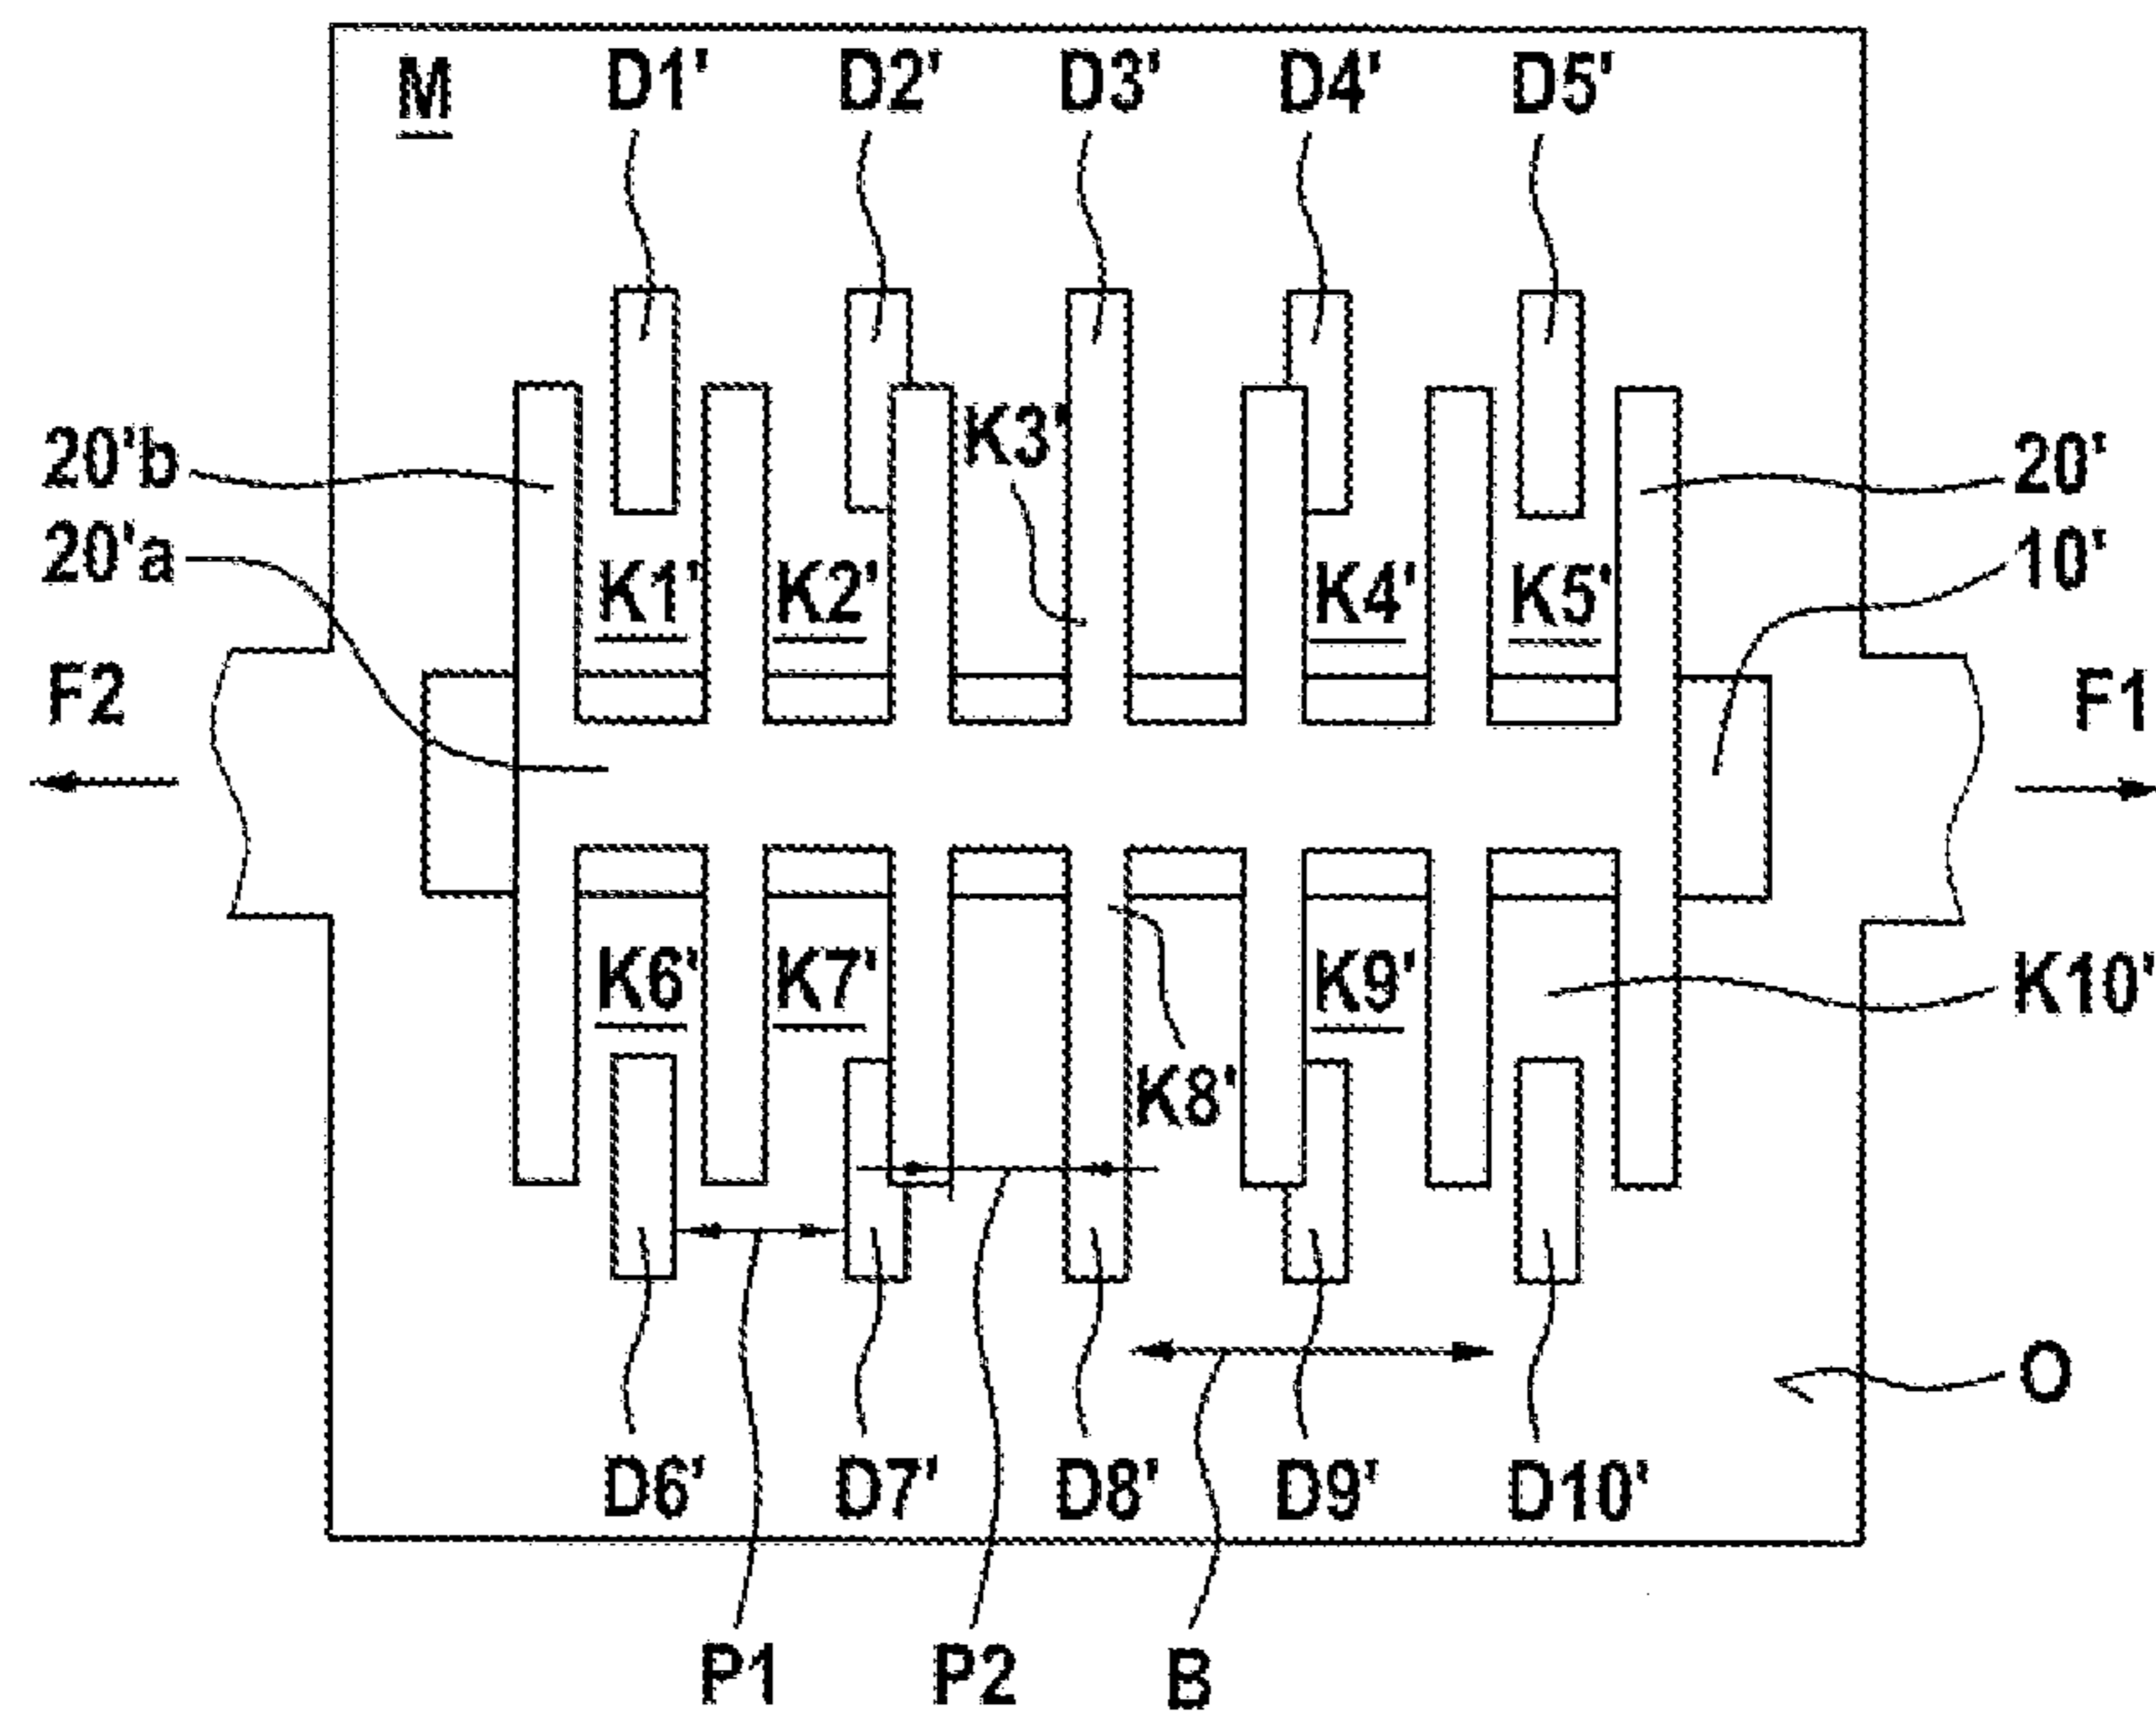 M D1' D2' D3' D4' D5'
20'b K3' 20'
20'a K1' K2' K4' K5' 10'
F2 F1
K6' K7' K9' K10'
K8'
O
D6' D7' D8' D9' D10'
P1 P2 B